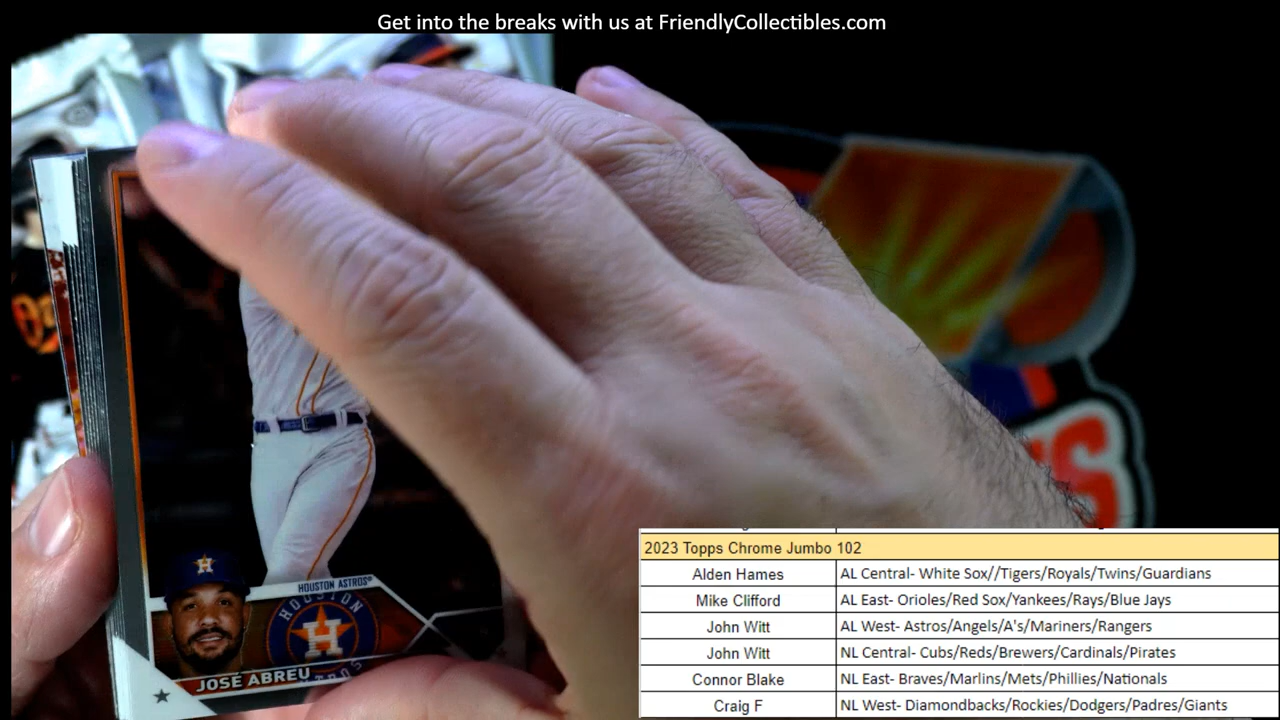 Get into the breaks with us at FriendlyCollectibles.com
HOUSTON ASTROS®
HOUSTON
H
JOSÉ ABREU
2023 Topps Chrome Jumbo 102
Alden Hames AL Central- White Sox//Tigers/Royals/Twins/Guardians
Mike Clifford AL East- Orioles/Red Sox/Yankees/Rays/Blue Jays
John Witt AL West- Astros/Angels/A's/Mariners/Rangers
John Witt NL Central- Cubs/Reds/Brewers/Cardinals/Pirates
Connor Blake NL East- Braves/Marlins/Mets/Phillies/Nationals
Craig F NL West- Diamondbacks/Rockies/Dodgers/Padres/Giants